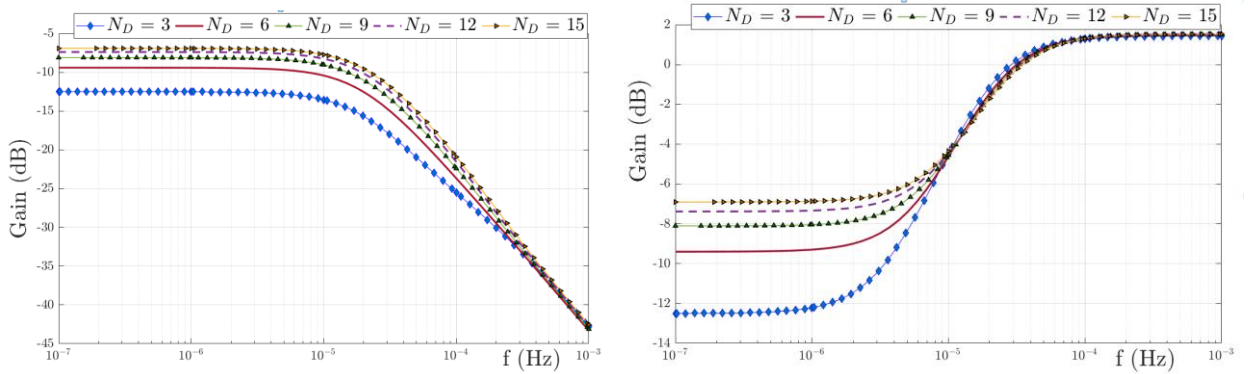 N_D = 3 N_D = 6 N_D = 9 N_D = 12 N_D = 15
-5
-10
-15
-20
-25
-30
-35
-40
-45
Gain (dB)
10^-7 10^-6 10^-5 10^-4 10^-3
f (Hz)
N_D = 3 N_D = 6 N_D = 9 N_D = 12 N_D = 15
2
0
-2
-4
-6
-8
-10
-12
-14
Gain (dB)
10^-7 10^-6 10^-5 10^-4 10^-3
f (Hz)